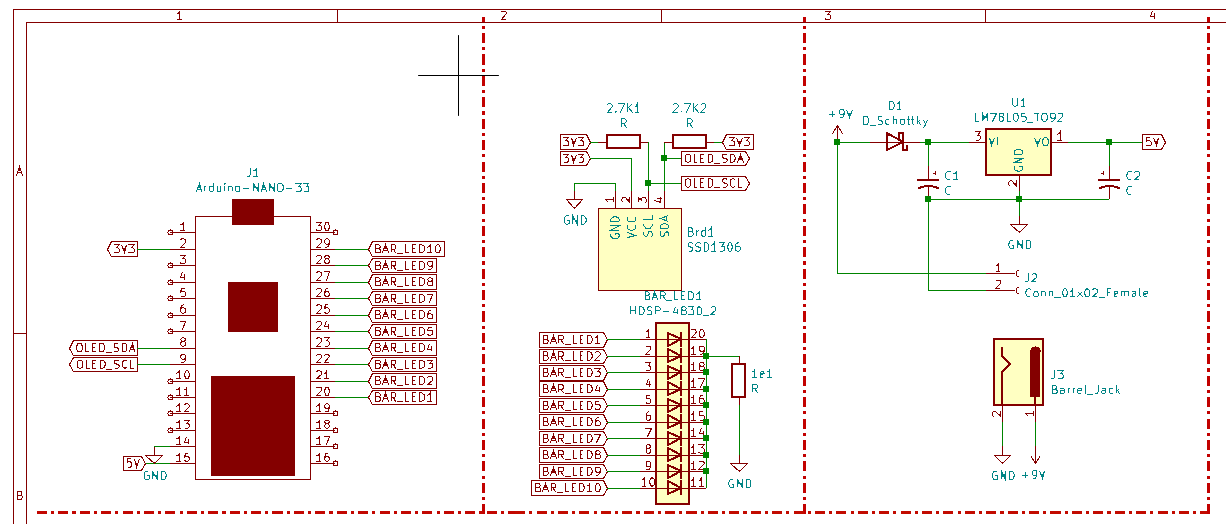 1 2 3 4
A
B
J1
Arduino-NANO-33
1 30
2 29
3 28
4 27
5 26
6 25
7 24
8 23
9 22
10 21
11 20
12 19
13 18
14 17
15 16
3V3
OLED_SDA
OLED_SCL
5V
GND
BAR_LED10
BAR_LED9
BAR_LED8
BAR_LED7
BAR_LED6
BAR_LED5
BAR_LED4
BAR_LED3
BAR_LED2
BAR_LED1
2.7K1 2.7K2
R R
3V3 3V3
3V3 OLED_SDA
OLED_SCL
GND
1 2 3 4
GND VCC SCL SDA
Brd1
SSD1306
BAR_LED1
HDSP-4830_2
BAR_LED1 1 20
BAR_LED2 2 19
BAR_LED3 3 18
BAR_LED4 4 17
BAR_LED5 5 16
BAR_LED6 6 15
BAR_LED7 7 14
BAR_LED8 8 13
BAR_LED9 9 12
BAR_LED10 10 11
1e1
R
GND
+9V
D1
D_Schottky
U1
LM78L05_TO92
3 VI VO 1
GND
2
5V
C1
C
C2
C
GND
1
2
J2
Conn_01x02_Female
J3
Barrel_Jack
2 1
GND +9V